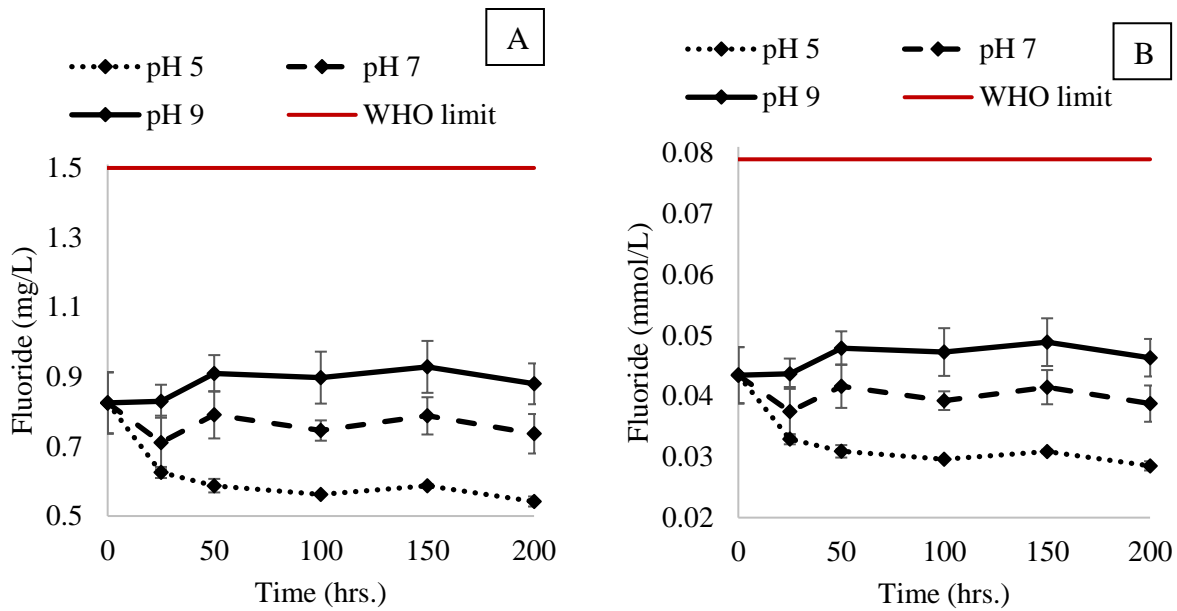 A
pH 5
pH 7
pH 9
WHO limit
1.5
1.3
1.1
0.9
0.7
0.5
Fluoride (mg/L)
0 50 100 150 200
Time (hrs.)
B
pH 5
pH 7
pH 9
WHO limit
0.08
0.07
0.06
0.05
0.04
0.03
0.02
Fluoride (mmol/L)
0 50 100 150 200
Time (hrs.)